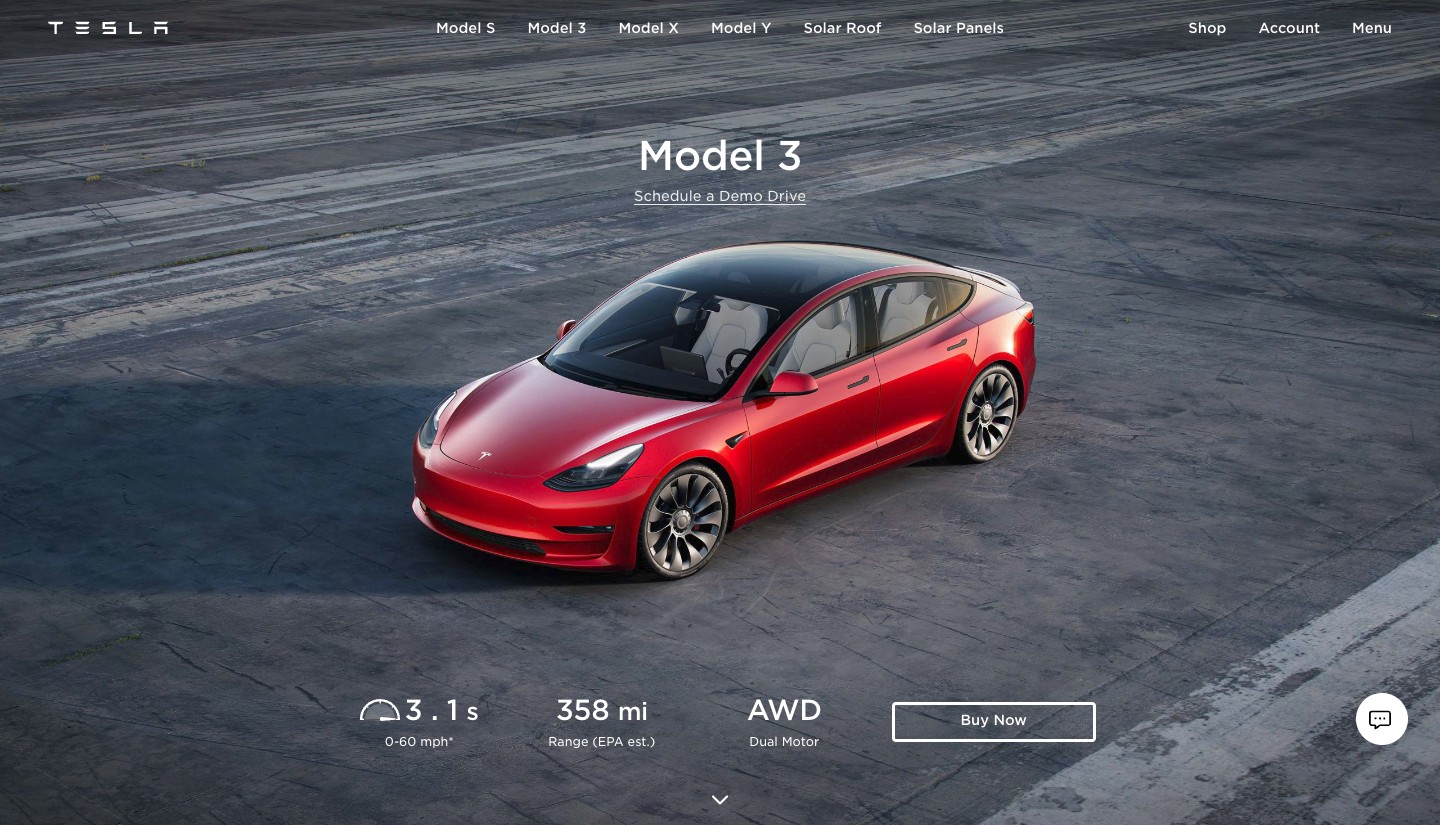 TESLA
Model S Model 3 Model X Model Y Solar Roof Solar Panels
Shop Account Menu
Model 3
Schedule a Demo Drive
3.1 s
0-60 mph*
358 mi
Range (EPA est.)
AWD
Dual Motor
Buy Now